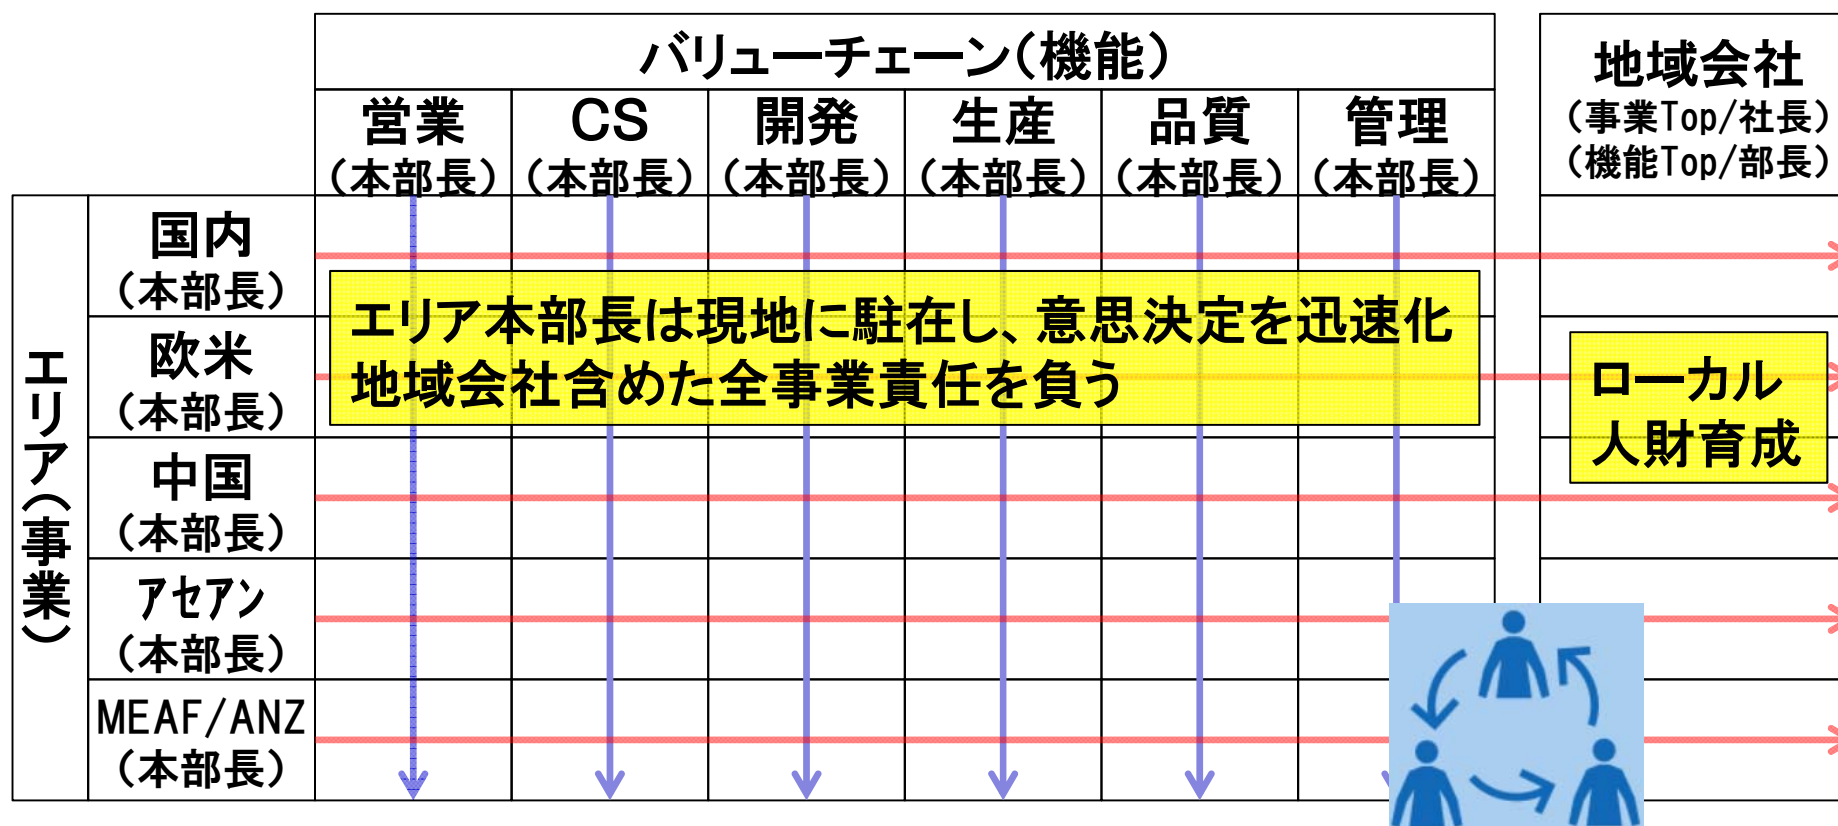 バリューチェーン（機能）
地域会社
（事業Top/社長）
（機能Top/部長）
営業
（本部長）
CS
（本部長）
開発
（本部長）
生産
（本部長）
品質
（本部長）
管理
（本部長）
エリア（事業）
国内
（本部長）
欧米
（本部長）
中国
（本部長）
アセアン
（本部長）
MEAF/ANZ
（本部長）
エリア本部長は現地に駐在し、意思決定を迅速化
地域会社含めた全事業責任を負う
ローカル
人財育成